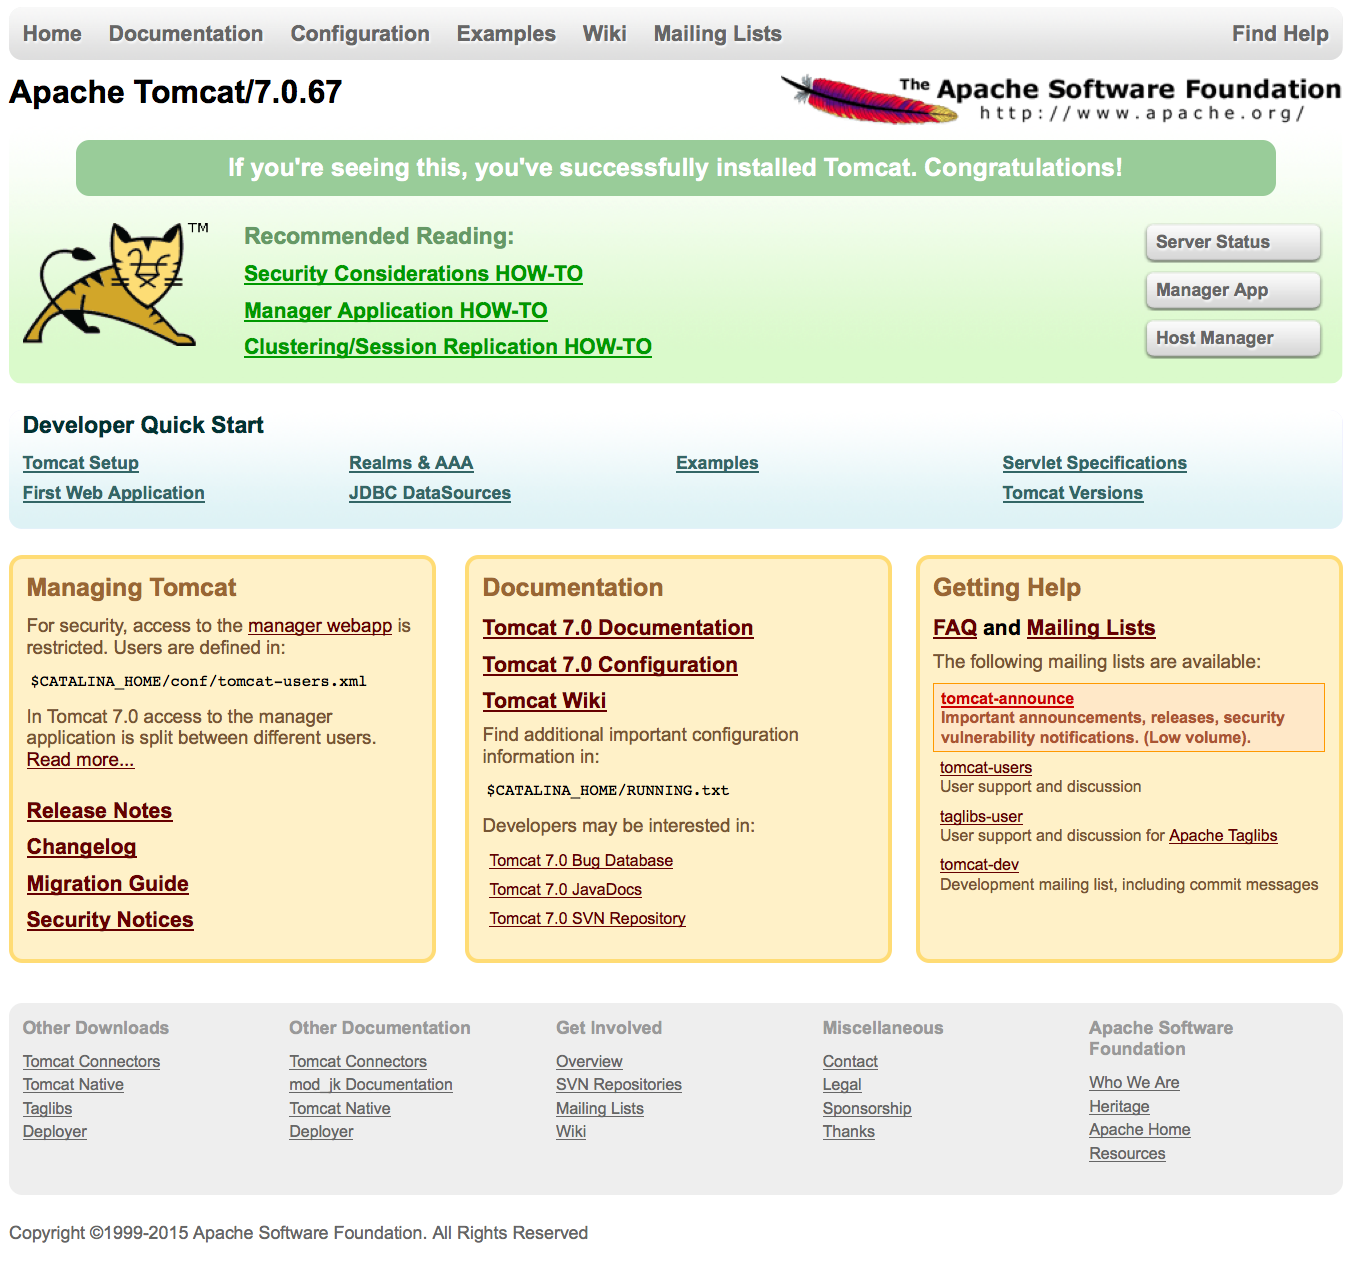 Home Documentation Configuration Examples Wiki Mailing Lists Find Help
Apache Tomcat/7.0.67
The Apache Software Foundation
http://www.apache.org/
If you're seeing this, you've successfully installed Tomcat. Congratulations!
TM
Recommended Reading:
Security Considerations HOW-TO
Manager Application HOW-TO
Clustering/Session Replication HOW-TO
Server Status
Manager App
Host Manager
Developer Quick Start
Tomcat Setup
First Web Application
Realms & AAA
JDBC DataSources
Examples
Servlet Specifications
Tomcat Versions
Managing Tomcat
For security, access to the manager webapp is
restricted. Users are defined in:
$CATALINA_HOME/conf/tomcat-users.xml
In Tomcat 7.0 access to the manager
application is split between different users.
Read more...
Release Notes
Changelog
Migration Guide
Security Notices
Documentation
Tomcat 7.0 Documentation
Tomcat 7.0 Configuration
Tomcat Wiki
Find additional important configuration
information in:
$CATALINA_HOME/RUNNING.txt
Developers may be interested in:
Tomcat 7.0 Bug Database
Tomcat 7.0 JavaDocs
Tomcat 7.0 SVN Repository
Getting Help
FAQ and Mailing Lists
The following mailing lists are available:
tomcat-announce
Important announcements, releases, security
vulnerability notifications. (Low volume).
tomcat-users
User support and discussion
taglibs-user
User support and discussion for Apache Taglibs
tomcat-dev
Development mailing list, including commit messages
Other Downloads
Tomcat Connectors
Tomcat Native
Taglibs
Deployer
Other Documentation
Tomcat Connectors
mod_jk Documentation
Tomcat Native
Deployer
Get Involved
Overview
SVN Repositories
Mailing Lists
Wiki
Miscellaneous
Contact
Legal
Sponsorship
Thanks
Apache Software
Foundation
Who We Are
Heritage
Apache Home
Resources
Copyright ©1999-2015 Apache Software Foundation. All Rights Reserved